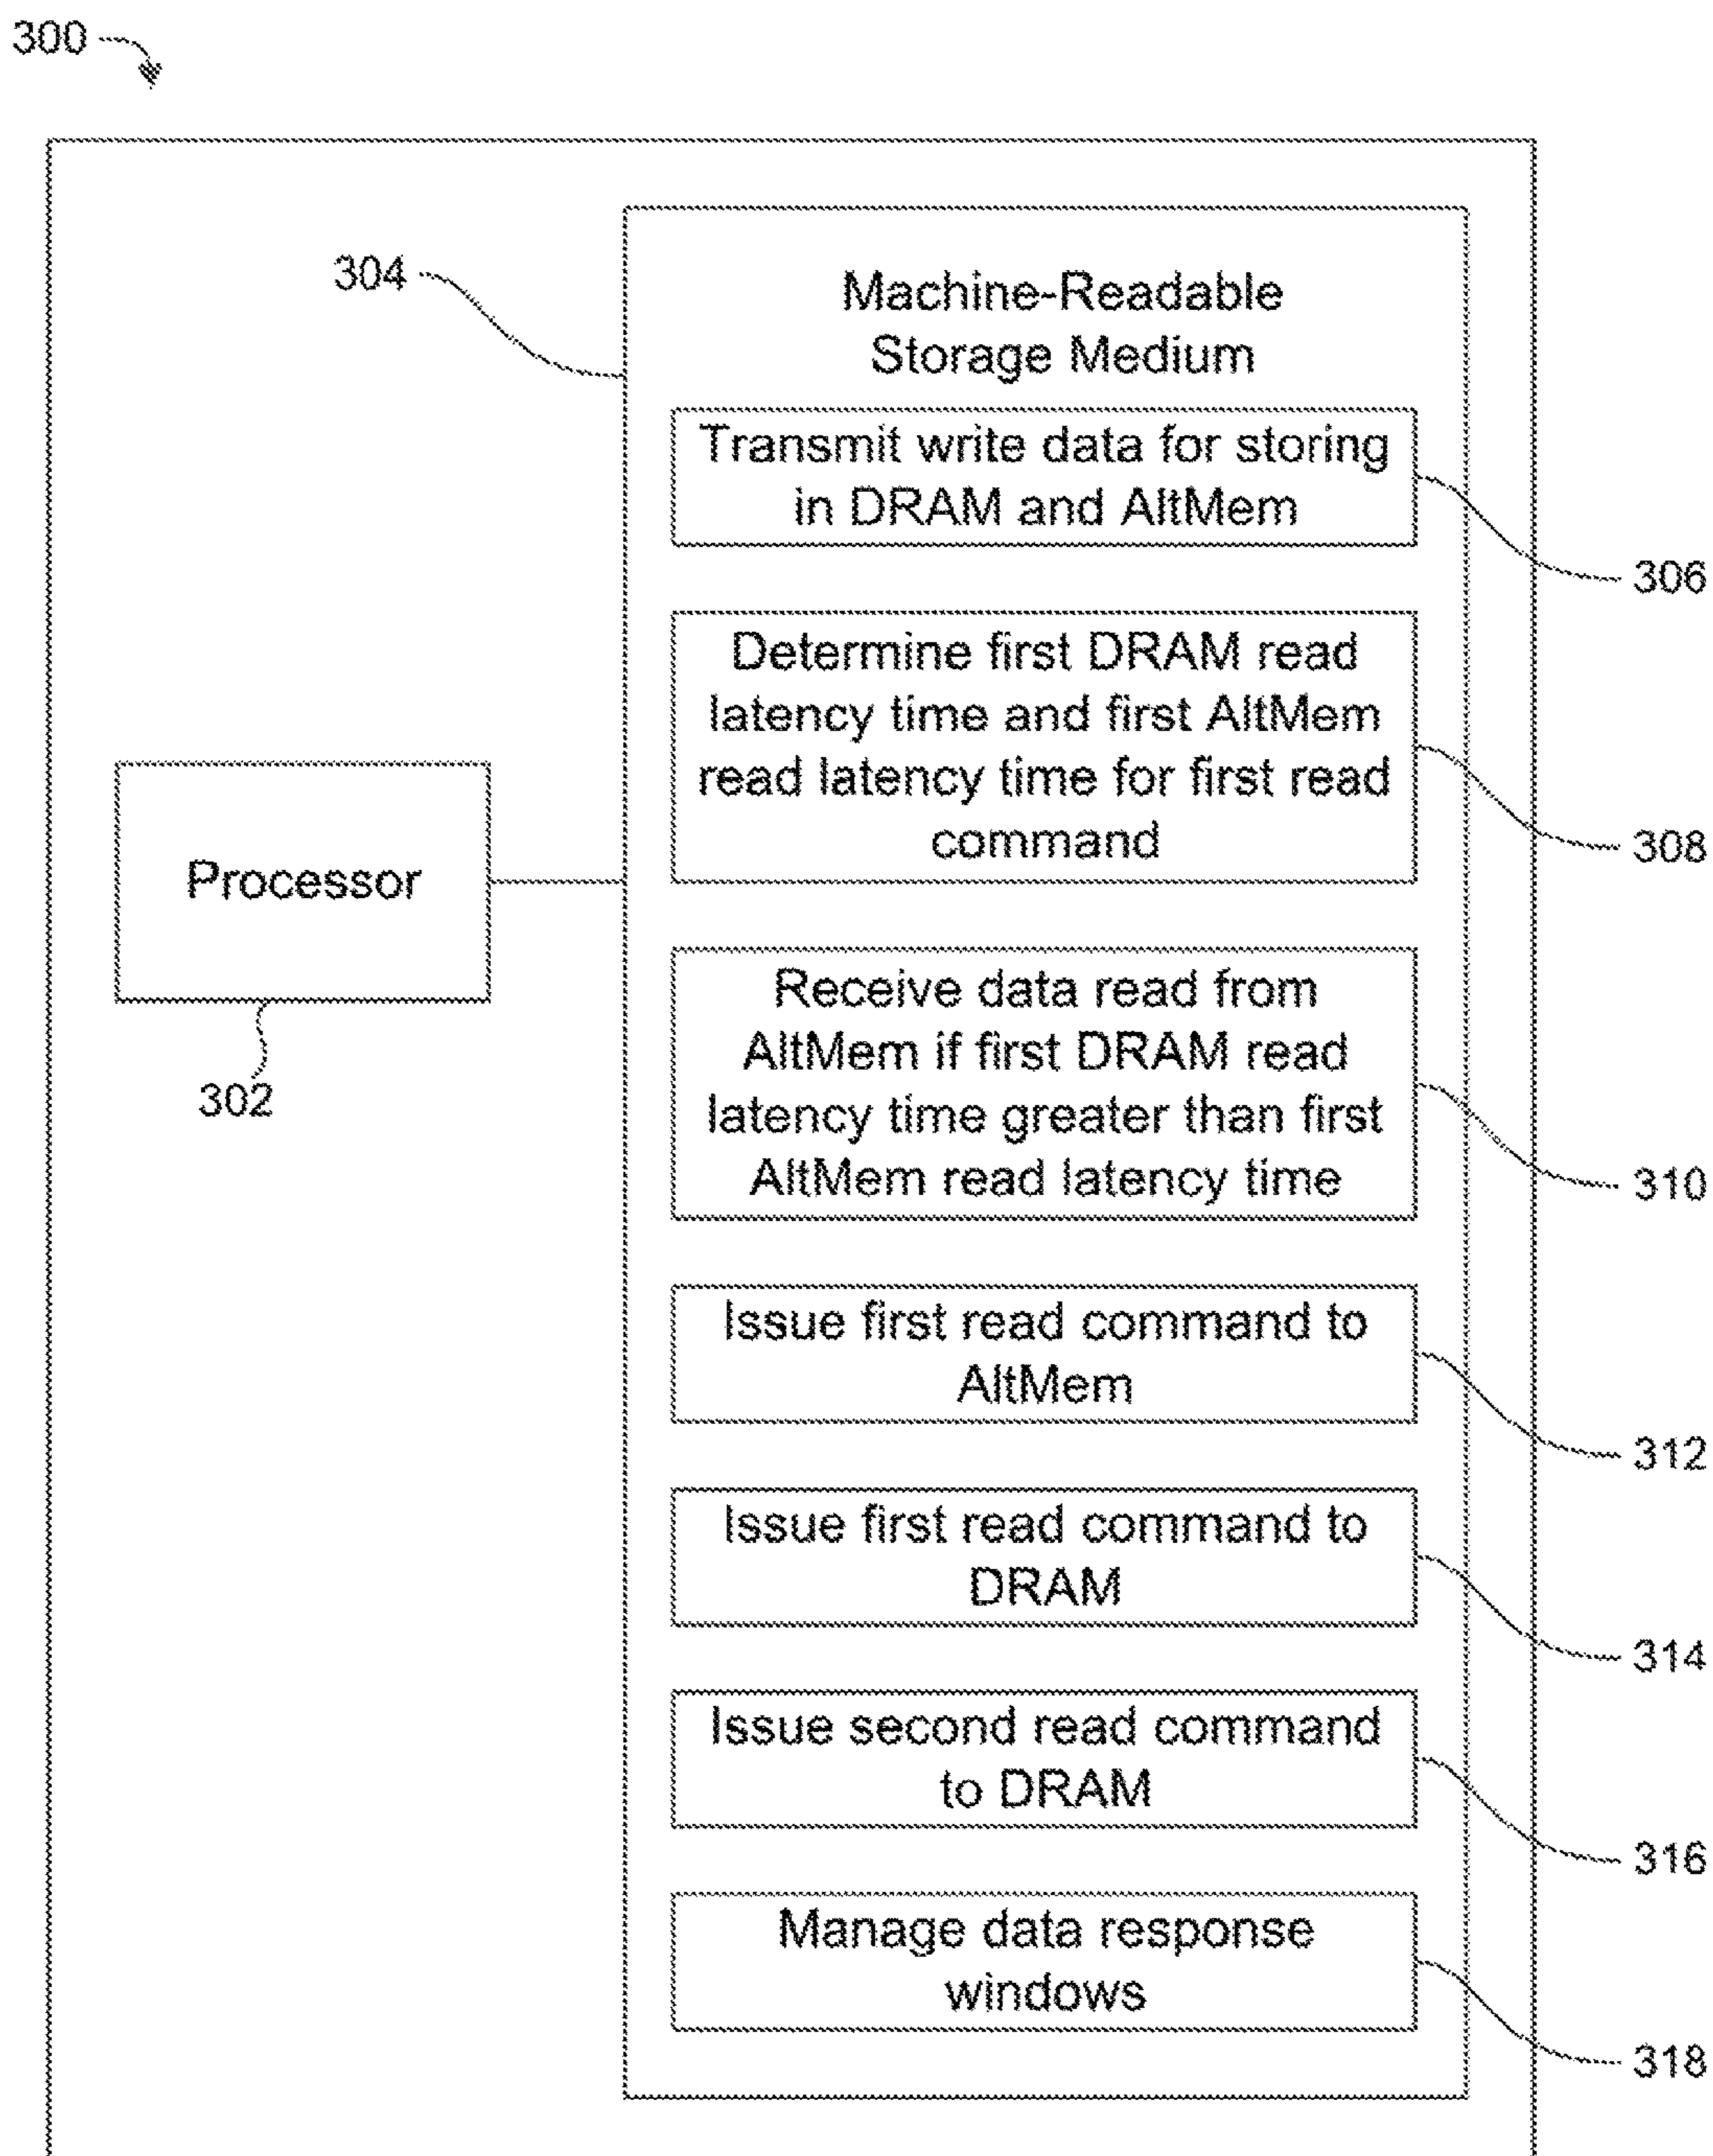 300
304
Machine-Readable
Storage Medium
Transmit write data for storing
in DRAM and AltMem
306
Determine first DRAM read
latency time and first AltMem
read latency time for first read
command
308
Processor
302
Receive data read from
AltMem if first DRAM read
latency time greater than first
AltMem read latency time
310
Issue first read command to
AltMem
312
Issue first read command to
DRAM
314
Issue second read command
to DRAM
316
Manage data response
windows
318